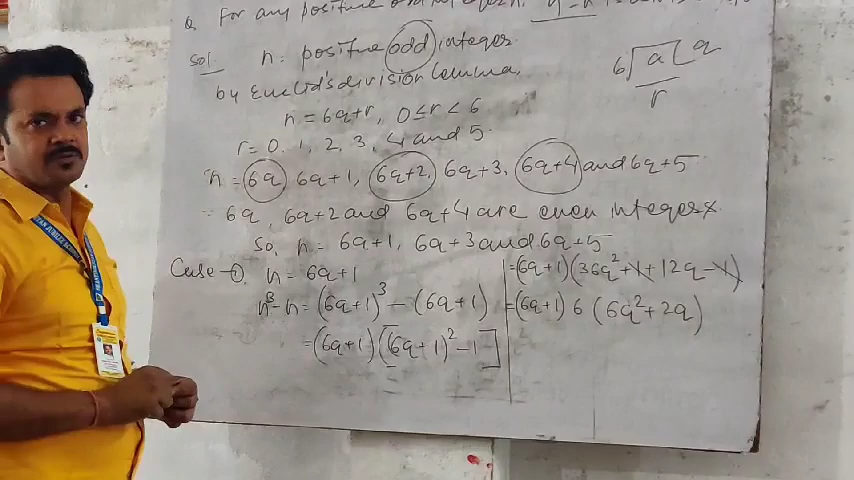 Q. For any positive odd integer n.
Sol n = positive odd integer
by Euclid's division lemma,
n = 6q+r, 0≤r<6
6 a q r
r = 0, 1, 2, 3, 4 and 5.
n = 6q, 6q+1, 6q+2, 6q+3, 6q+4 and 6q+5
∵ 6q, 6q+2 and 6q+4 are even integers.
So, n = 6q+1, 6q+3 and 6q+5
Case-①. n = 6q+1
n³-n = (6q+1)³ - (6q+1)
= (6q+1)[(6q+1)²-1]
= (6q+1)(36q²+1+12q-1)
= (6q+1) 6 (6q²+2q)